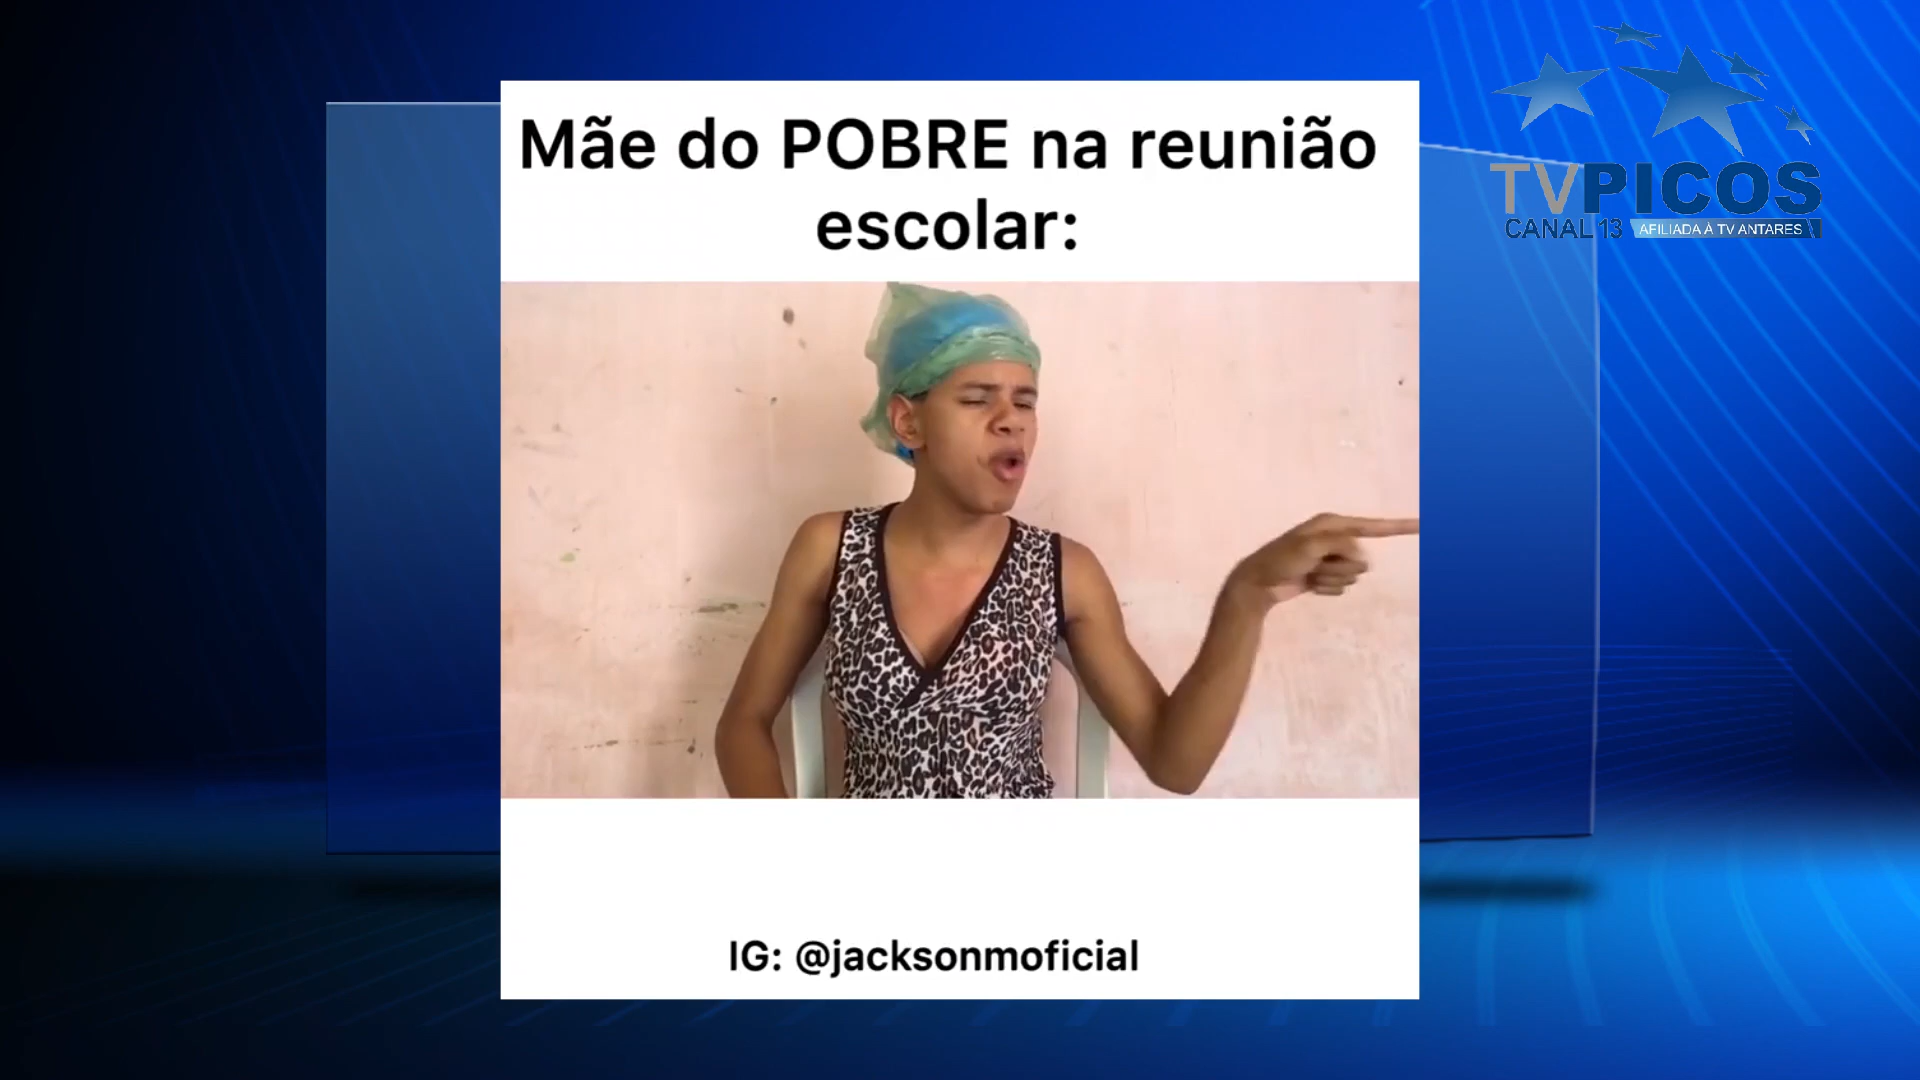 Mãe do POBRE na reunião
escolar:
TVPICOS
CANAL 13
AFILIADA À TV ANTARES
IG: @jacksonmoficial